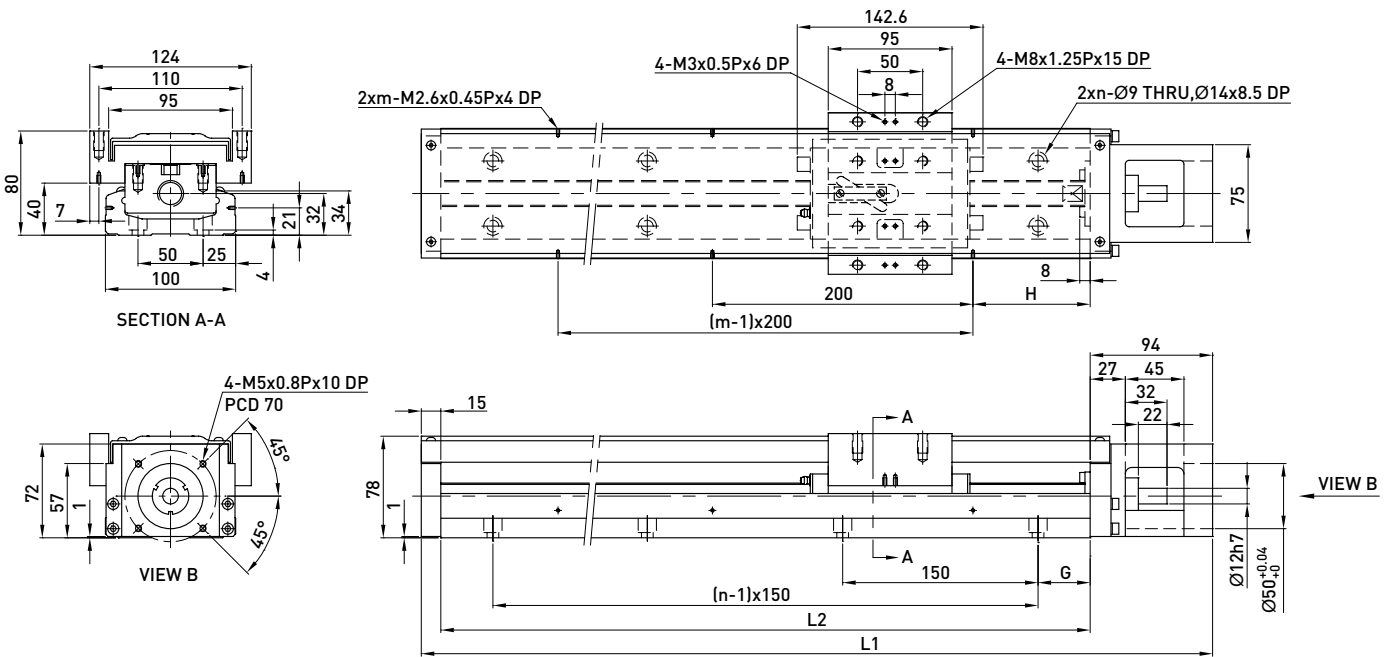 142.6
95
50
8
4-M3x0.5Px6 DP
4-M8x1.25Px15 DP
2xm-M2.6x0.45Px4 DP
2xn-Ø9 THRU,Ø14x8.5 DP
124
110
95
80
40
7
21
32
34
50
25
4
100
SECTION A-A
75
8
200
H
(m-1)x200
4-M5x0.8Px10 DP
PCD 70
45°
45°
72
57
1
VIEW B
15
78
1
A
A
94
27
45
32
22
VIEW B
Ø12h7
Ø50+0.04 +0
150
G
(n-1)x150
L2
L1